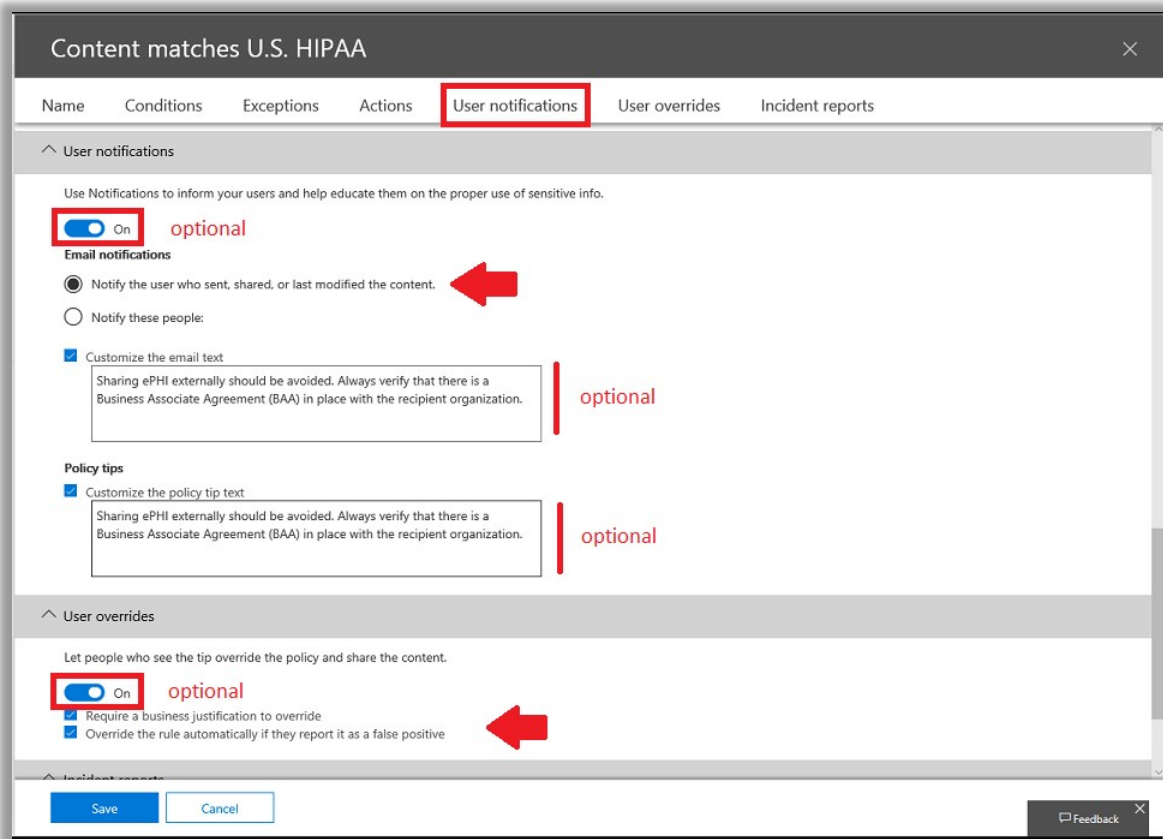 Content matches U.S. HIPAA
Name Conditions Exceptions Actions User notifications User overrides Incident reports
User notifications
Use Notifications to inform your users and help educate them on the proper use of sensitive info.
On optional
Email notifications
Notify the user who sent, shared, or last modified the content.
Notify these people:
Customize the email text
Sharing ePHI externally should be avoided. Always verify that there is a
Business Associate Agreement (BAA) in place with the recipient organization.
optional
Policy tips
Customize the policy tip text
Sharing ePHI externally should be avoided. Always verify that there is a
Business Associate Agreement (BAA) in place with the recipient organization.
optional
User overrides
Let people who see the tip override the policy and share the content.
On optional
Require a business justification to override
Override the rule automatically if they report it as a false positive
Incident reports
Save Cancel
Feedback